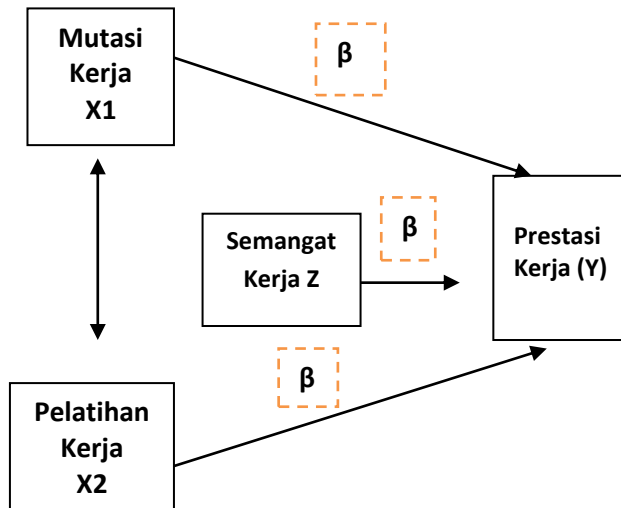 Mutasi
Kerja
X1
β
β
Semangat
Kerja Z
Prestasi
Kerja (Y)
β
Pelatihan
Kerja
X2